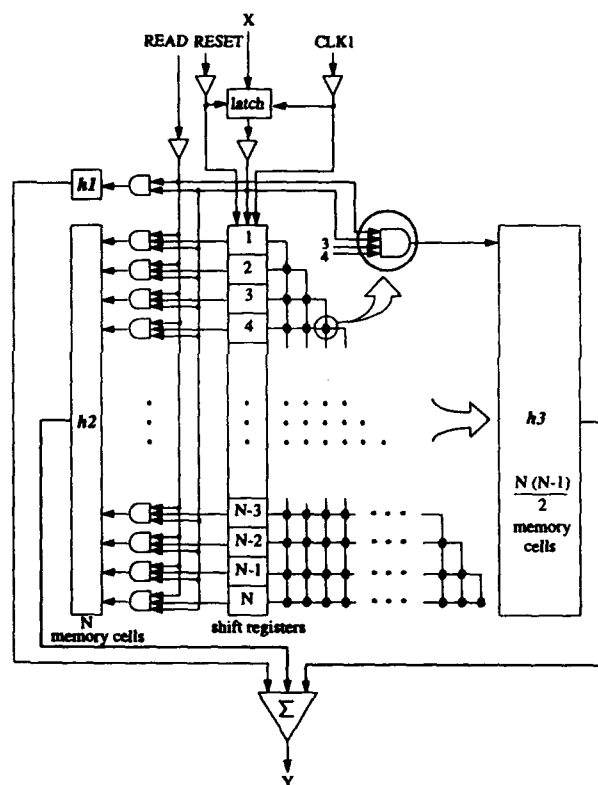 X
READ RESET CLK1
latch
h1
1
2
3
4
3
4
h2
h3
N (N-1)
2
memory
cells
N-3
N-2
N-1
N
N
memory cells
shift registers
Σ
Y